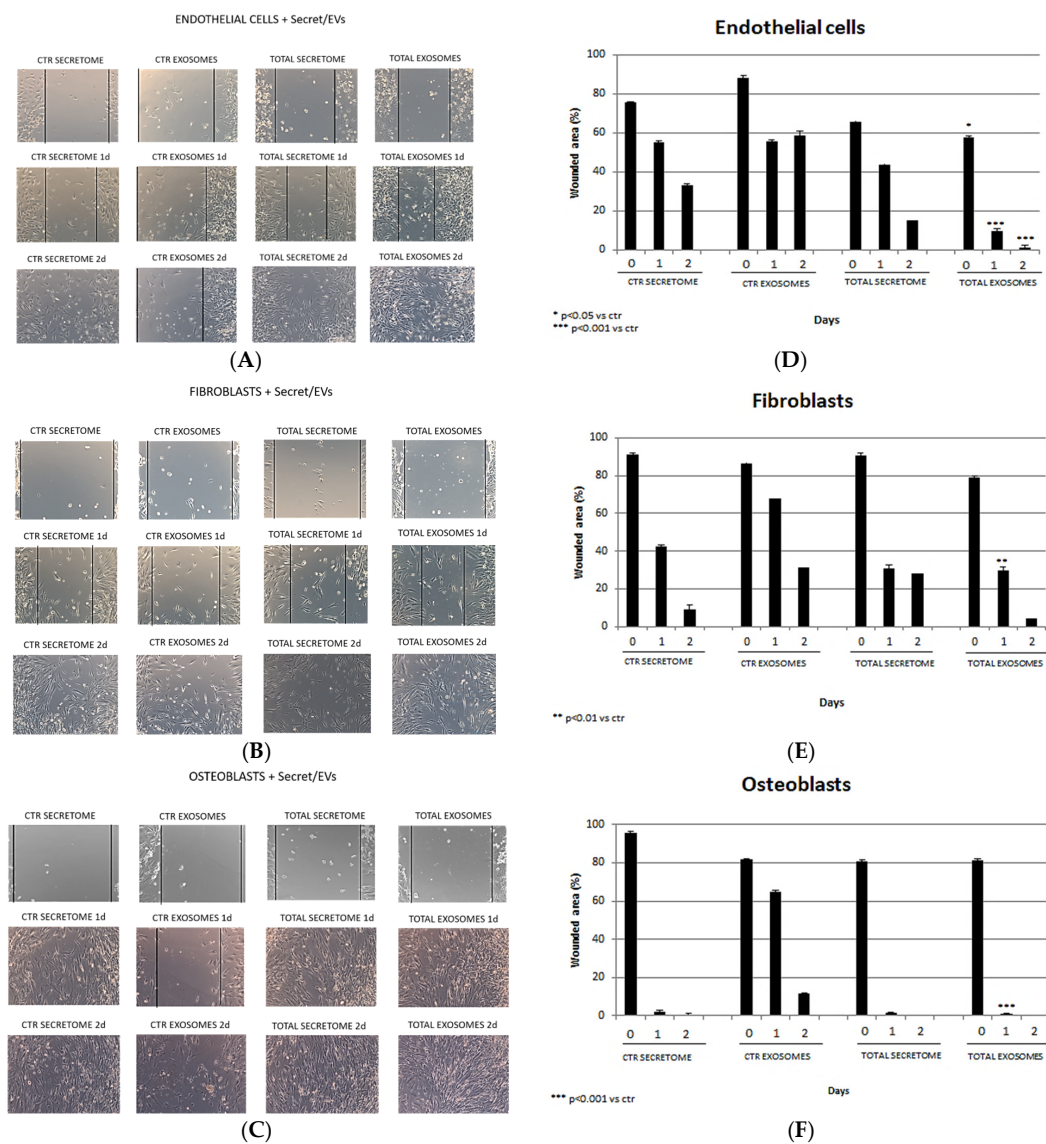 ENDOTHELIAL CELLS + Secret/EVs
CTR SECRETOME CTR EXOSOMES TOTAL SECRETOME TOTAL EXOSOMES
CTR SECRETOME 1d CTR EXOSOMES 1d TOTAL SECRETOME 1d TOTAL EXOSOMES 1d
CTR SECRETOME 2d CTR EXOSOMES 2d TOTAL SECRETOME 2d TOTAL EXOSOMES 2d
(A)
Endothelial cells
Wounded area (%)
100
80
60
40
20
0
*
***
***
0 1 2 0 1 2 0 1 2 0 1 2
CTR SECRETOME CTR EXOSOMES TOTAL SECRETOME TOTAL EXOSOMES
* p<0.05 vs ctr
*** p<0.001 vs ctr
Days
(D)
FIBROBLASTS + Secret/EVs
CTR SECRETOME CTR EXOSOMES TOTAL SECRETOME TOTAL EXOSOMES
CTR SECRETOME 1d CTR EXOSOMES 1d TOTAL SECRETOME 1d TOTAL EXOSOMES 1d
CTR SECRETOME 2d CTR EXOSOMES 2d TOTAL SECRETOME 2d TOTAL EXOSOMES 2d
(B)
Fibroblasts
Wounded area (%)
100
80
60
40
20
0
**
0 1 2 0 1 2 0 1 2 0 1 2
CTR SECRETOME CTR EXOSOMES TOTAL SECRETOME TOTAL EXOSOMES
Days
** p<0.01 vs ctr
(E)
OSTEOBLASTS + Secret/EVs
CTR SECRETOME CTR EXOSOMES TOTAL SECRETOME TOTAL EXOSOMES
CTR SECRETOME 1d CTR EXOSOMES 1d TOTAL SECRETOME 1d TOTAL EXOSOMES 1d
CTR SECRETOME 2d CTR EXOSOMES 2d TOTAL SECRETOME 2d TOTAL EXOSOMES 2d
(C)
Osteoblasts
Wounded area (%)
100
80
60
40
20
0
***
0 1 2 0 1 2 0 1 2 0 1 2
CTR SECRETOME CTR EXOSOMES TOTAL SECRETOME TOTAL EXOSOMES
Days
*** p<0.001 vs ctr
(F)